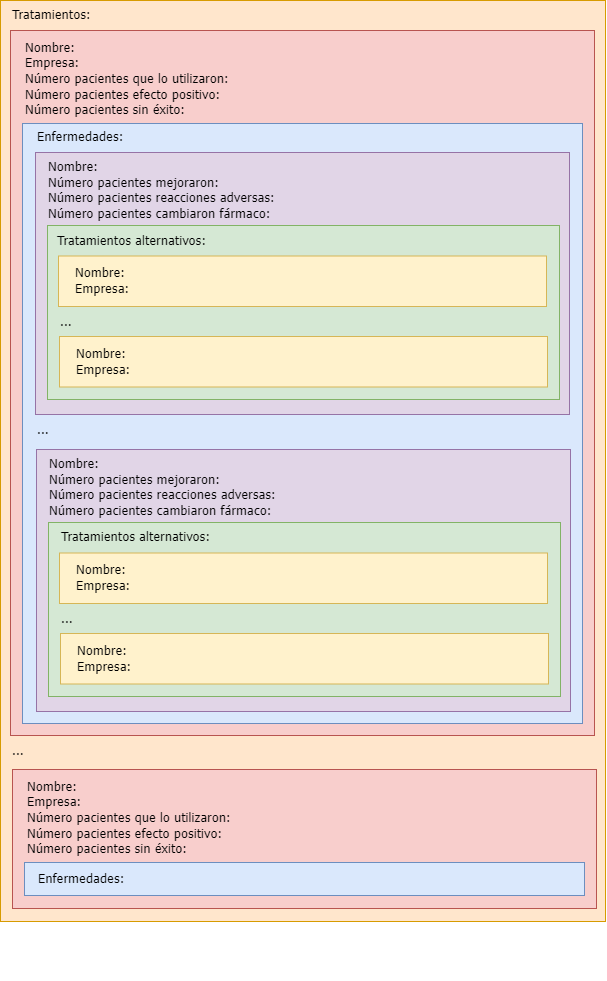 Tratamientos:
Nombre:
Empresa:
Número pacientes que lo utilizaron:
Número pacientes efecto positivo:
Número pacientes sin éxito:
Enfermedades:
Nombre:
Número pacientes mejoraron:
Número pacientes reacciones adversas:
Número pacientes cambiaron fármaco:
Tratamientos alternativos:
Nombre:
Empresa:
...
Nombre:
Empresa:
...
Nombre:
Número pacientes mejoraron:
Número pacientes reacciones adversas:
Número pacientes cambiaron fármaco:
Tratamientos alternativos:
Nombre:
Empresa:
...
Nombre:
Empresa:
...
Nombre:
Empresa:
Número pacientes que lo utilizaron:
Número pacientes efecto positivo:
Número pacientes sin éxito:
Enfermedades: